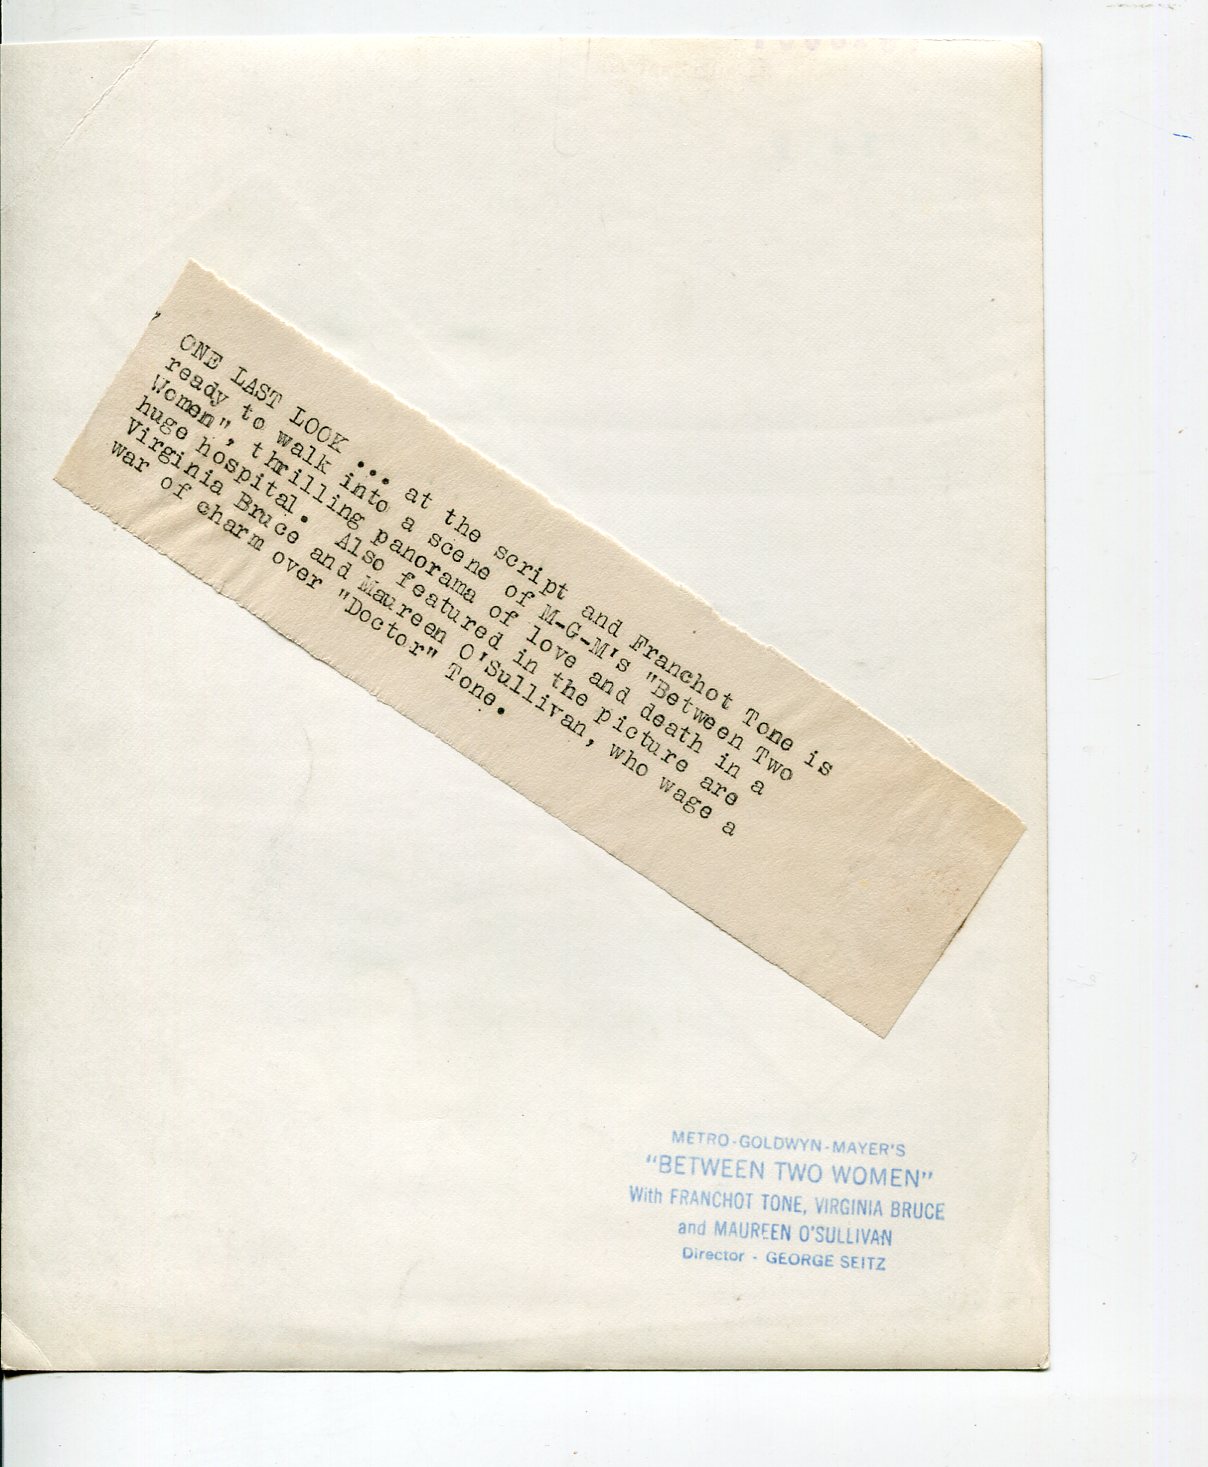 ONE LAST LOOK ... at the script and Franchot Tone is
ready to walk into a scene of M-G-M's "Between Two
Women", thrilling panorama of love and death in a
huge hospital. Also featured in the picture are
Virginia Bruce and Maureen O'Sullivan, who wage a
war of charm over "Doctor" Tone.
METRO-GOLDWYN-MAYER'S
"BETWEEN TWO WOMEN"
With FRANCHOT TONE, VIRGINIA BRUCE
and MAUREEN O'SULLIVAN
Director - GEORGE SEITZ